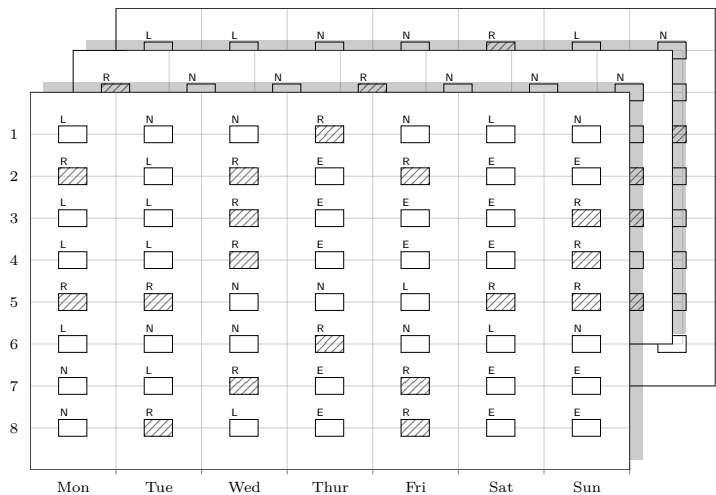 L L N N R L N
R N N R N N N
L N N R N L N
1
R L R E R E E
2
L L R E E E R
3
L L R E E E R
4
R R N N L R R
5
L N N R N L N
6
N L R E R E E
7
N R L E R E E
8
Mon Tue Wed Thur Fri Sat Sun